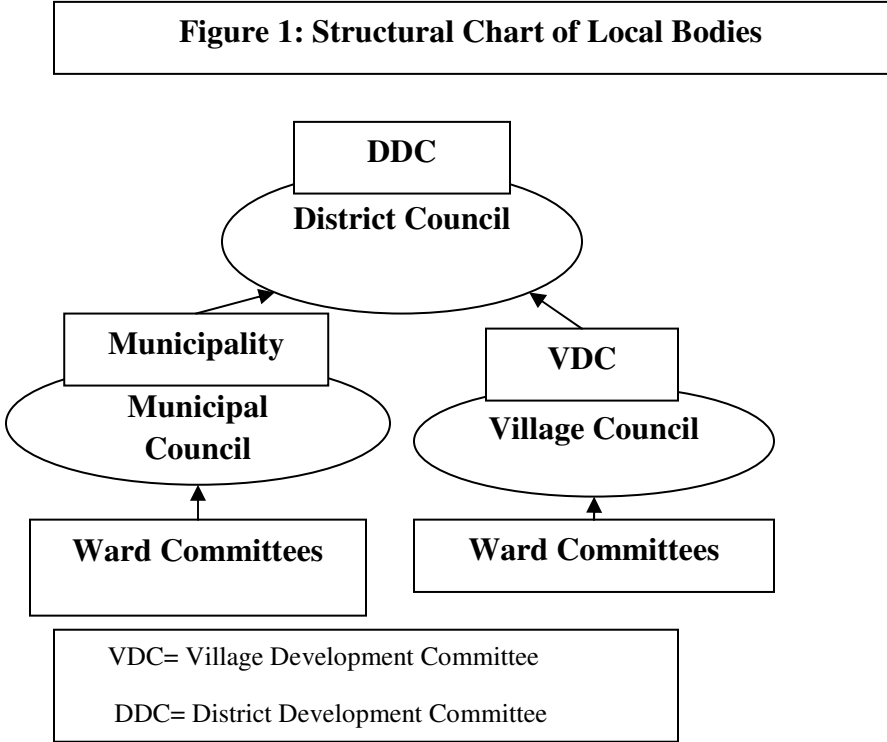 Figure 1: Structural Chart of Local Bodies
DDC
District Council
Municipality
Municipal
Council
Ward Committees
VDC
Village Council
Ward Committees
VDC= Village Development Committee
DDC= District Development Committee